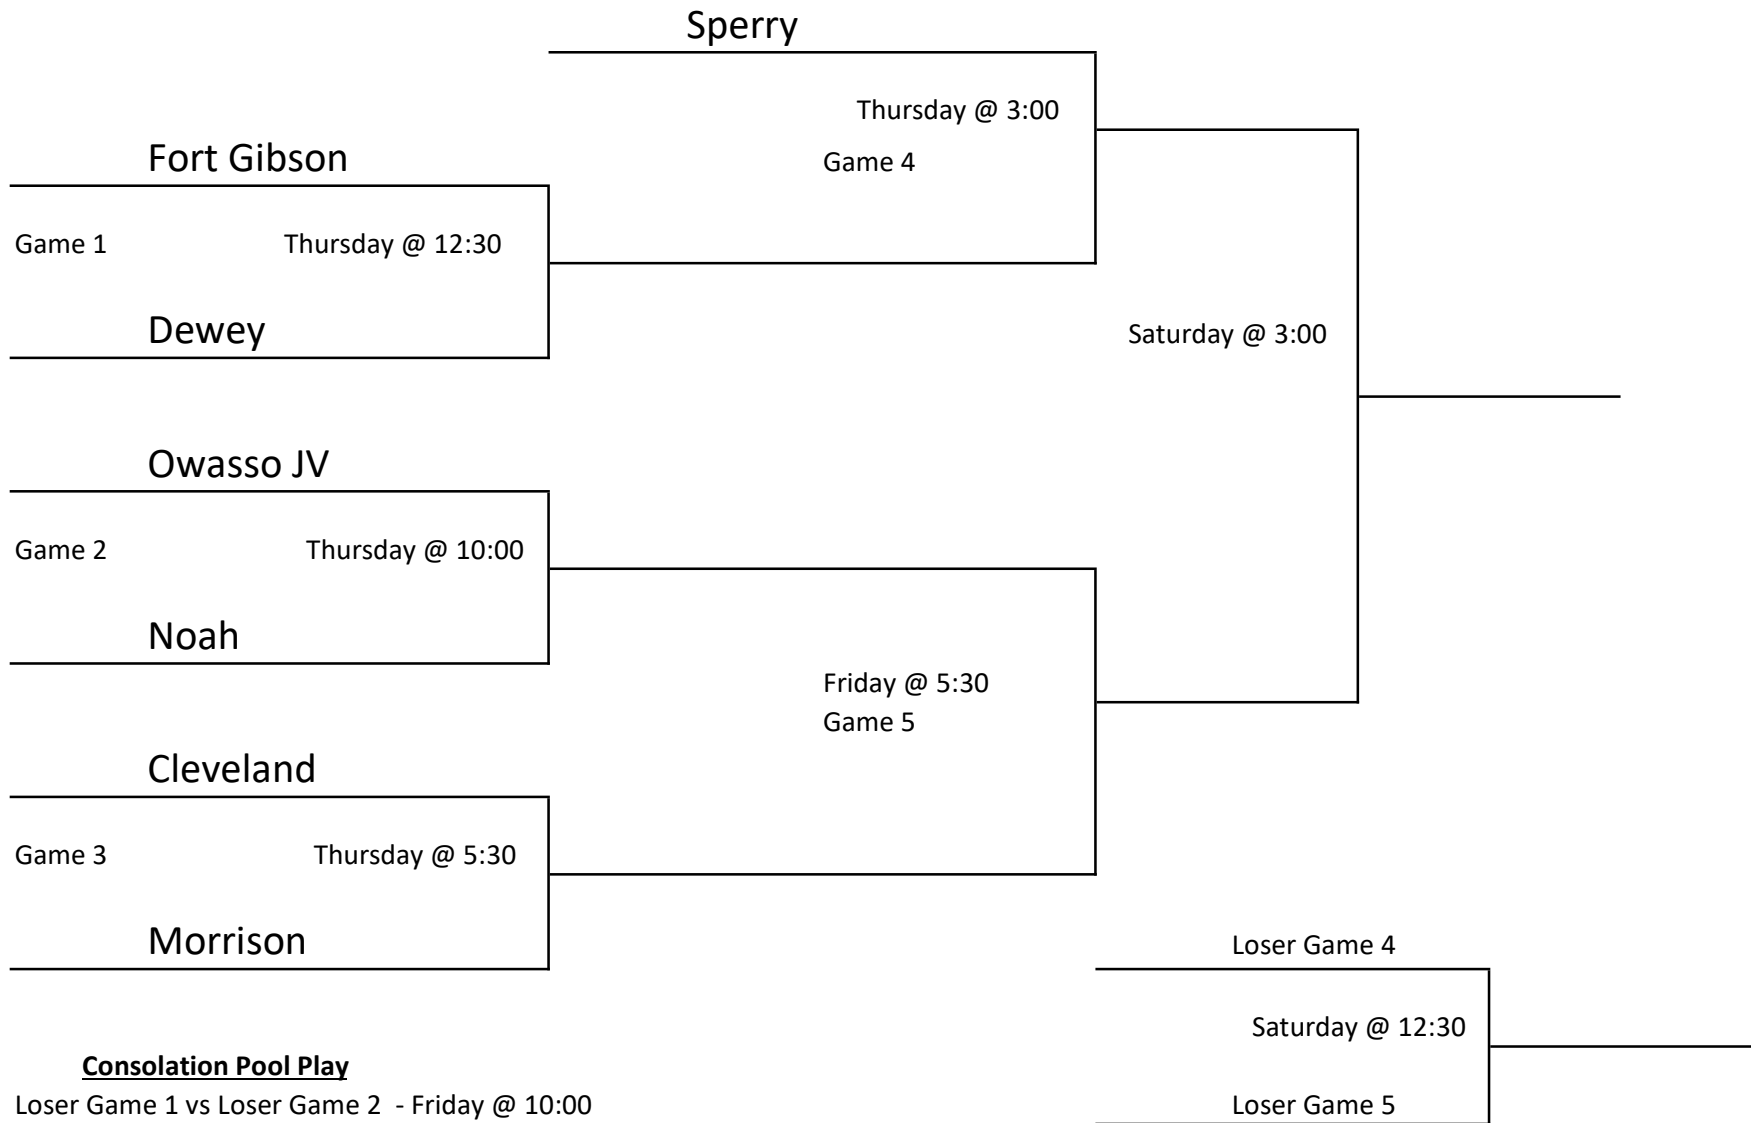 Sperry
Thursday @ 3:00
Fort Gibson
Game 4
Game 1 Thursday @ 12:30
Dewey
Saturday @ 3:00
Owasso JV
Game 2 Thursday @ 10:00
Noah
Friday @ 5:30
Game 5
Cleveland
Game 3 Thursday @ 5:30
Morrison
Loser Game 4
Saturday @ 12:30
Consolation Pool Play
Loser Game 1 vs Loser Game 2 - Friday @ 10:00
Loser Game 5